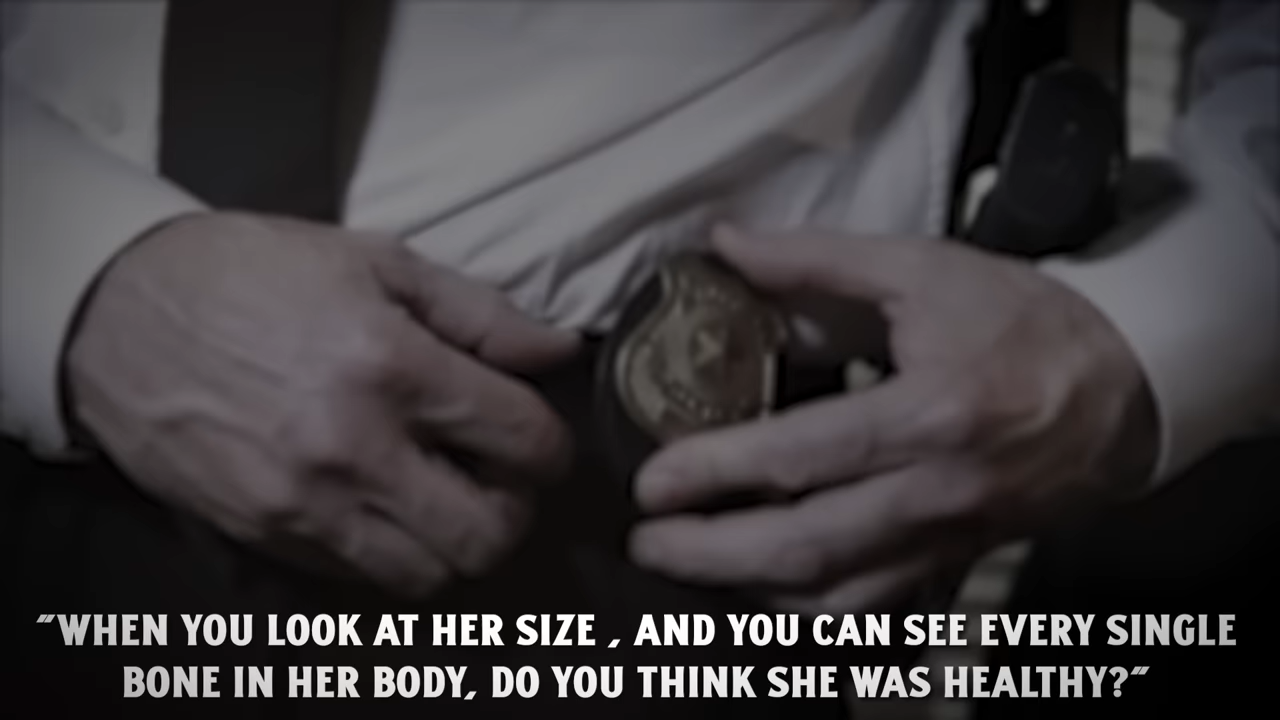 "WHEN YOU LOOK AT HER SIZE , AND YOU CAN SEE EVERY SINGLE
BONE IN HER BODY, DO YOU THINK SHE WAS HEALTHY?"